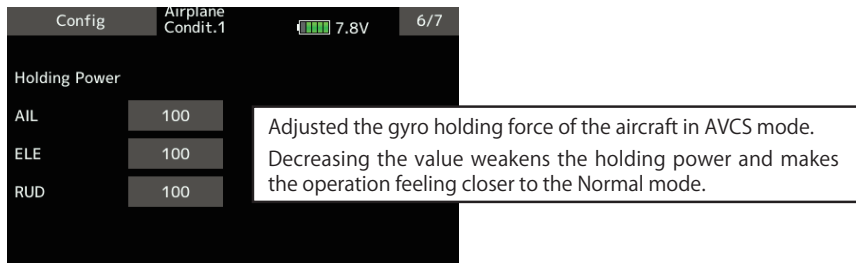 Config Airplane Condit.1 7.8V 6/7
Holding Power
AIL 100
ELE 100
RUD 100
Adjusted the gyro holding force of the aircraft in AVCS mode.
Decreasing the value weakens the holding power and makes
the operation feeling closer to the Normal mode.